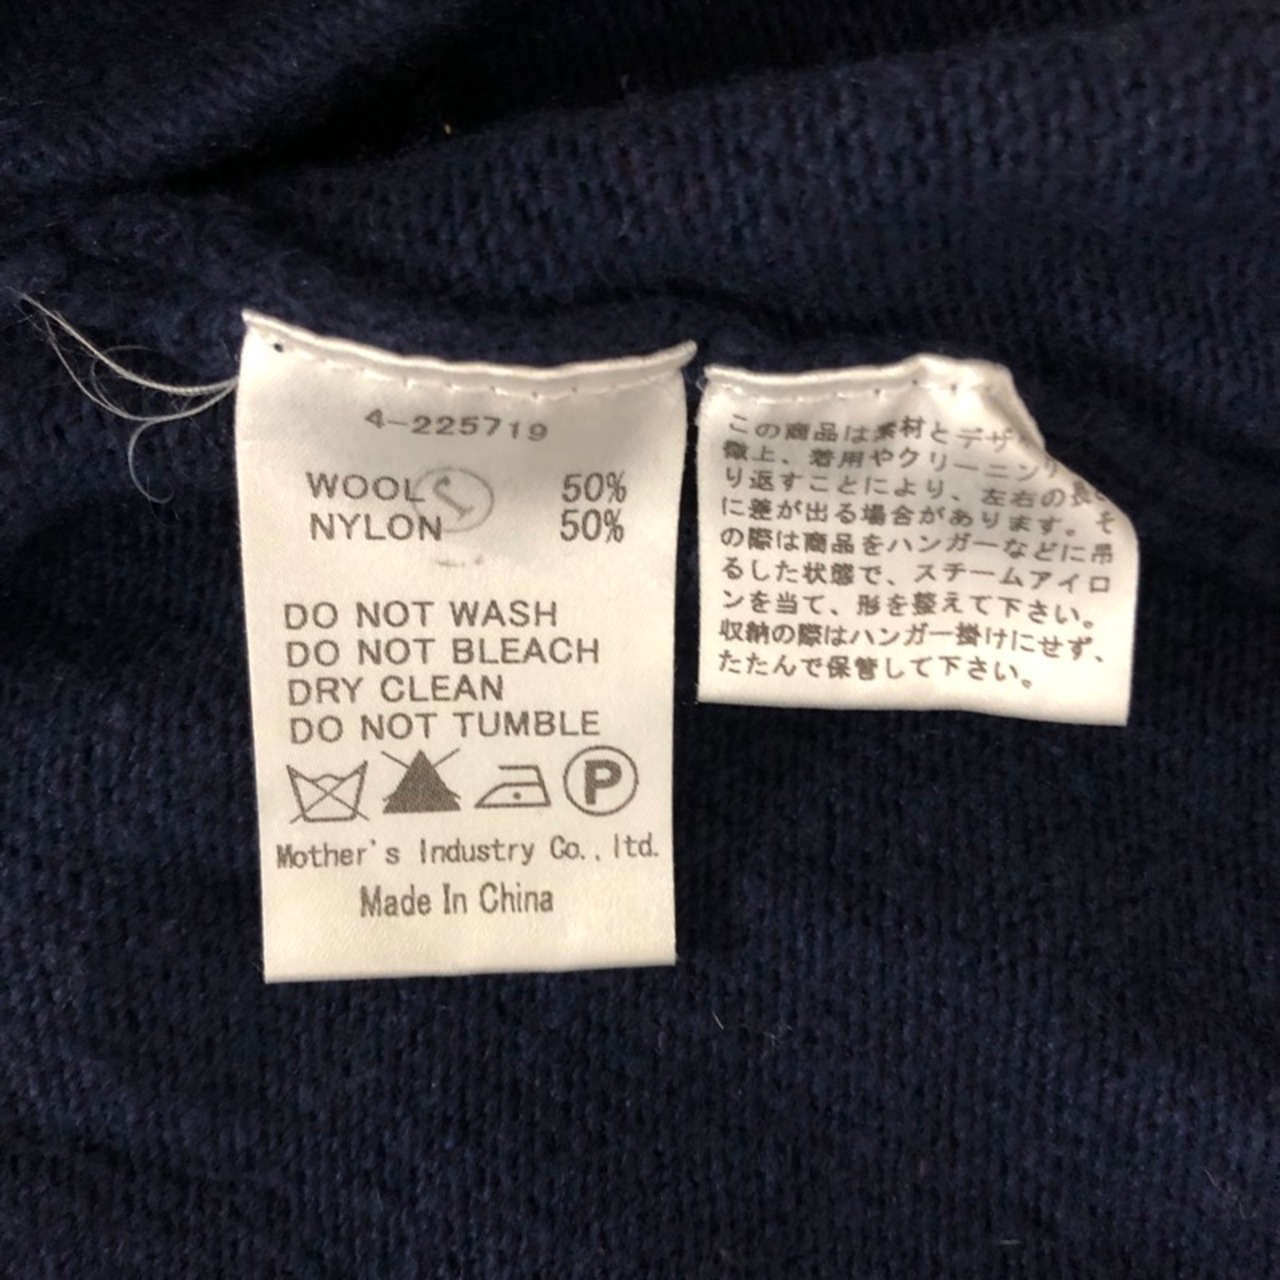 4-225719
WOOL 50%
NYLON 50%
DO NOT WASH
DO NOT BLEACH
DRY CLEAN
DO NOT TUMBLE
P
Mother's Industry Co., ltd.
Made In China
この商品は素材とデザ
徴上、着用やクリーニン
り返すことにより、左右の長
に差が出る場合があります。そ
の際は商品をハンガーなどに吊
るした状態で、スチームアイロ
ンを当て、形を整えて下さい。
収納の際はハンガー掛けにせず、
たたんで保管して下さい。